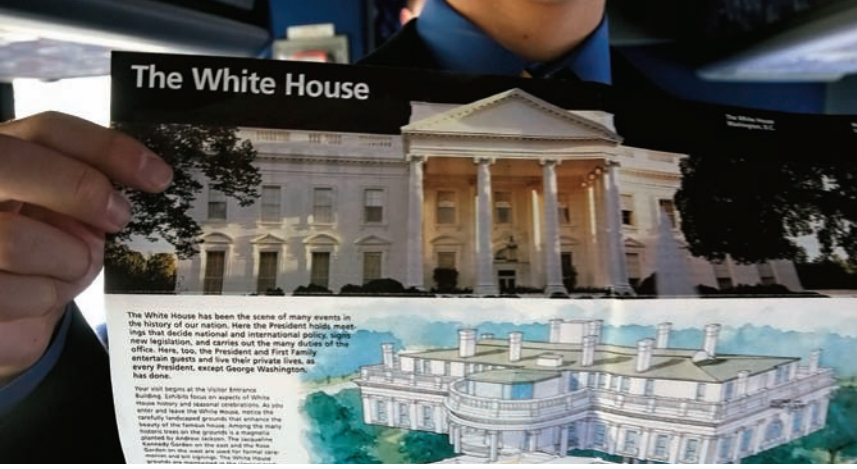 The White House
The White House
Washington, D.C.
The White House has been the scene of many events in
the history of our nation. Here the President holds meet-
ings that decide national and international policy, signs
new legislation, and carries out the many duties of the
office. Here, too, the President and First Family
entertain guests and live their private lives, as
every President, except George Washington,
has done.
Your visit begins at the Visitor Entrance
Building. Exhibits focus on aspects of White
House history and seasonal celebrations. As you
enter and leave the White House, notice the
carefully landscaped grounds that enhance the
beauty of the famous house. Among the many
historic trees on the grounds is a magnolia
planted by Andrew Jackson. The Jacqueline
Kennedy Garden on the east and the Rose
Garden on the west are used for formal cere-
monies and bill signings. The White House
grounds are maintained